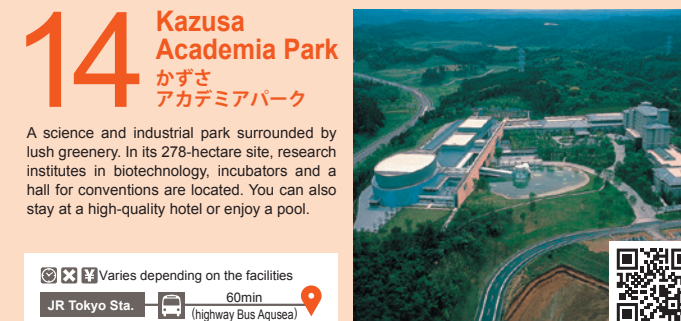 14
Kazusa
Academia Park
かずさ
アカデミアパーク
A science and industrial park surrounded by
lush greenery. In its 278-hectare site, research
institutes in biotechnology, incubators and a
hall for conventions are located. You can also
stay at a high-quality hotel or enjoy a pool.
¥ Varies depending on the facilities
JR Tokyo Sta.
60min
(highway Bus Aqusea)